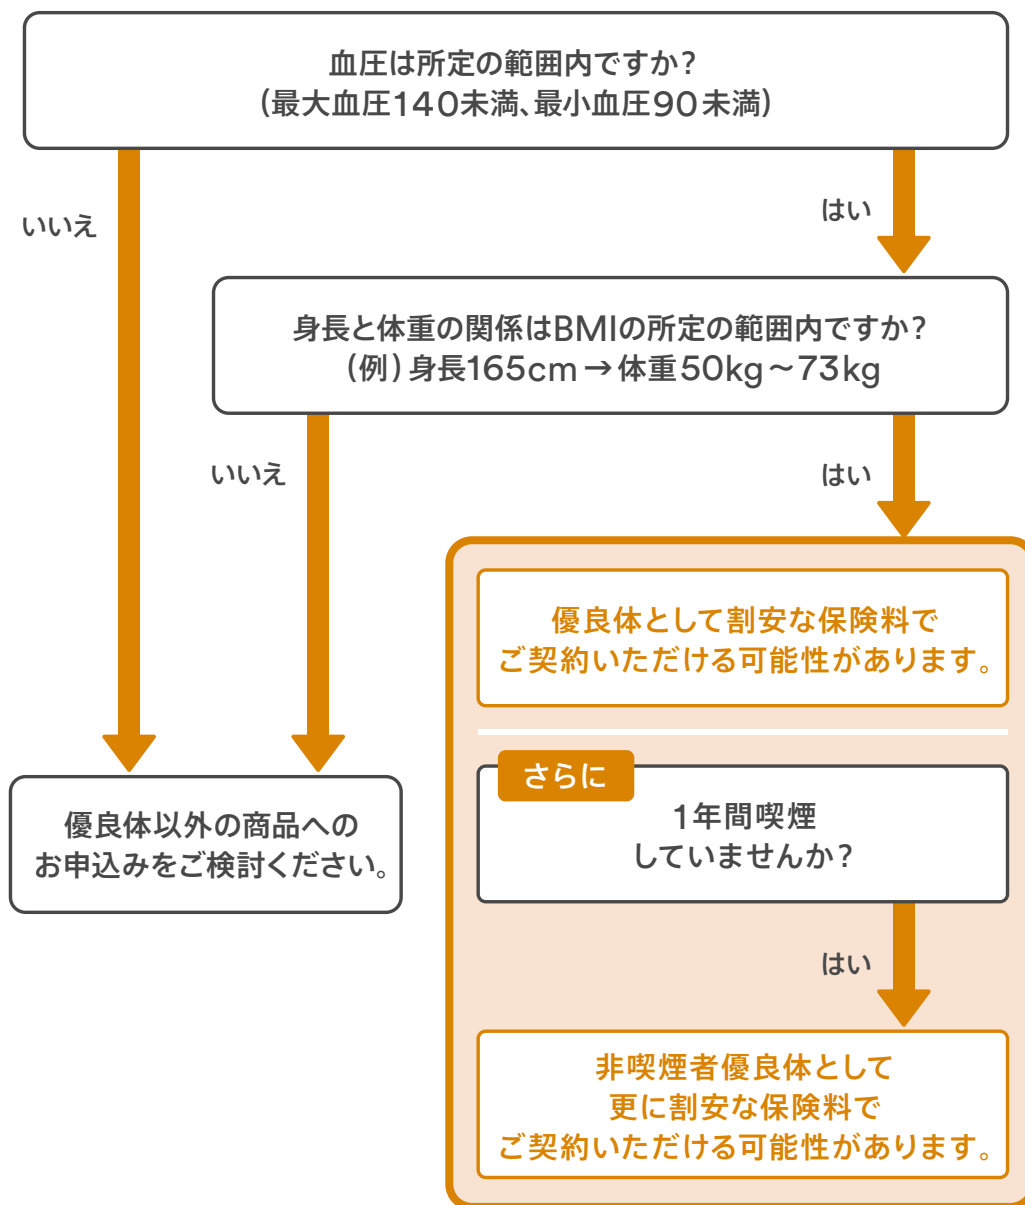 血圧は所定の範囲内ですか？
（最大血圧140未満、最小血圧90未満）
いいえ
はい
身長と体重の関係はBMIの所定の範囲内ですか？
（例）身長165cm→体重50kg～73kg
いいえ
はい
優良体として割安な保険料で
ご契約いただける可能性があります。
優良体以外の商品への
お申込みをご検討ください。
さらに
1年間喫煙
していませんか？
はい
非喫煙者優良体として
更に割安な保険料で
ご契約いただける可能性があります。